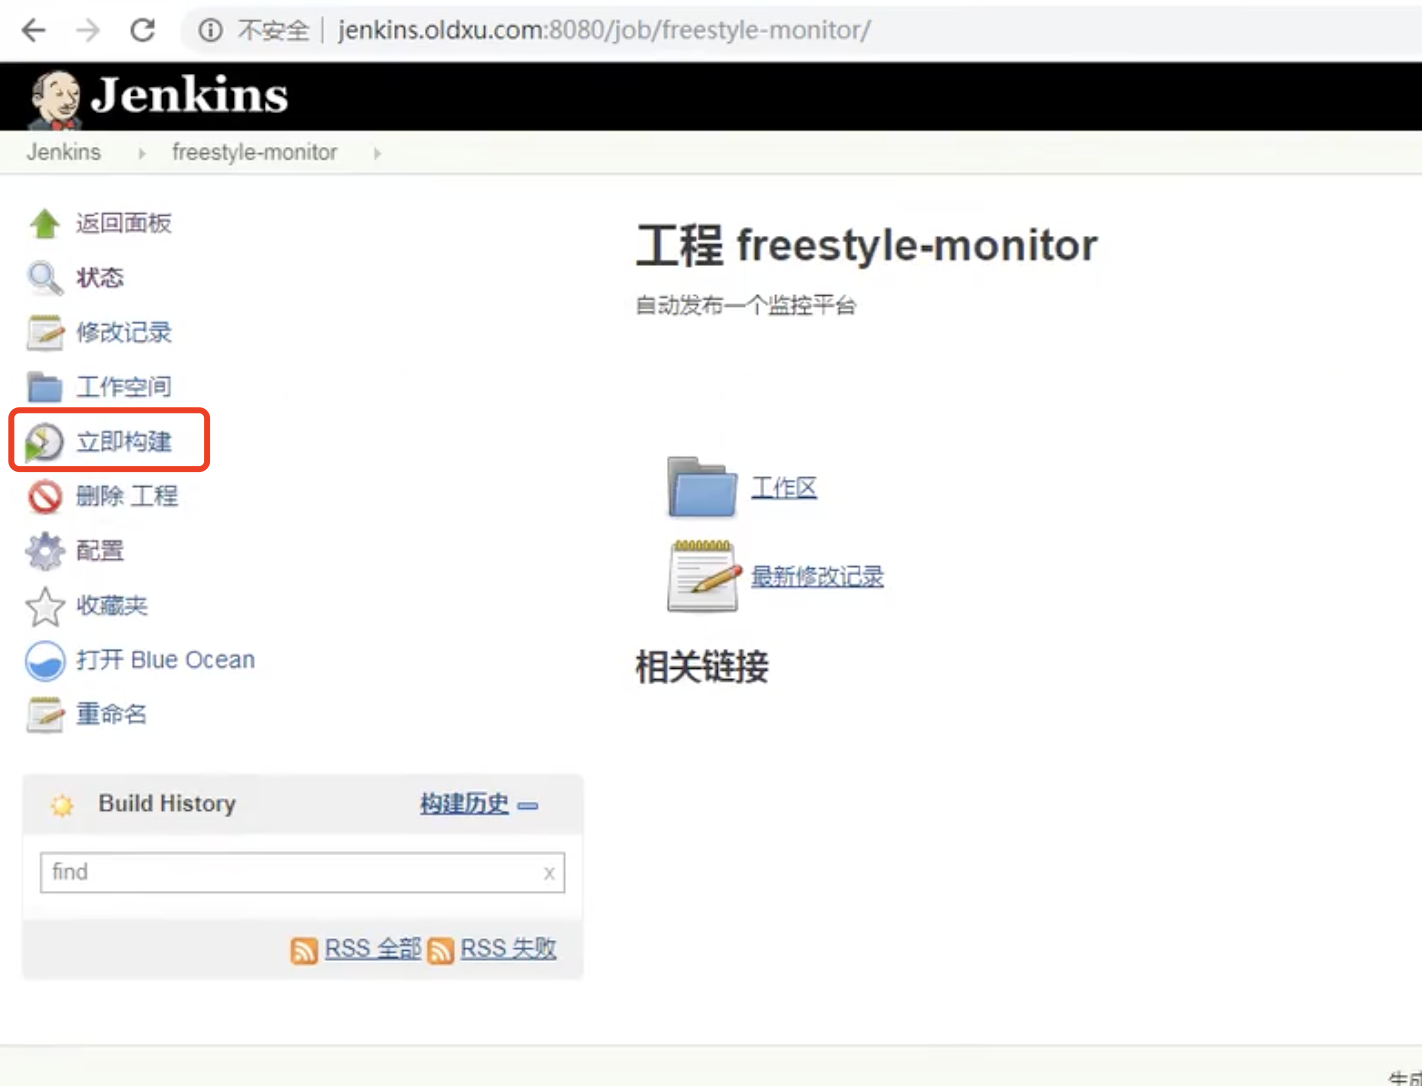 不安全 | jenkins.oldxu.com:8080/job/freestyle-monitor/
Jenkins
Jenkins freestyle-monitor
返回面板
状态
修改记录
工作空间
立即构建
删除 工程
配置
收藏夹
打开 Blue Ocean
重命名
工程 freestyle-monitor
自动发布一个监控平台
工作区
最新修改记录
相关链接
Build History 构建历史
find x
RSS 全部 RSS 失败
生成